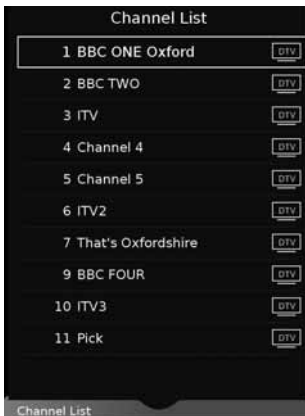 Channel List
1 BBC ONE Oxford DTV
2 BBC TWO DTV
3 ITV DTV
4 Channel 4 DTV
5 Channel 5 DTV
6 ITV2 DTV
7 That's Oxfordshire DTV
9 BBC FOUR DTV
10 ITV3 DTV
11 Pick DTV
Channel List